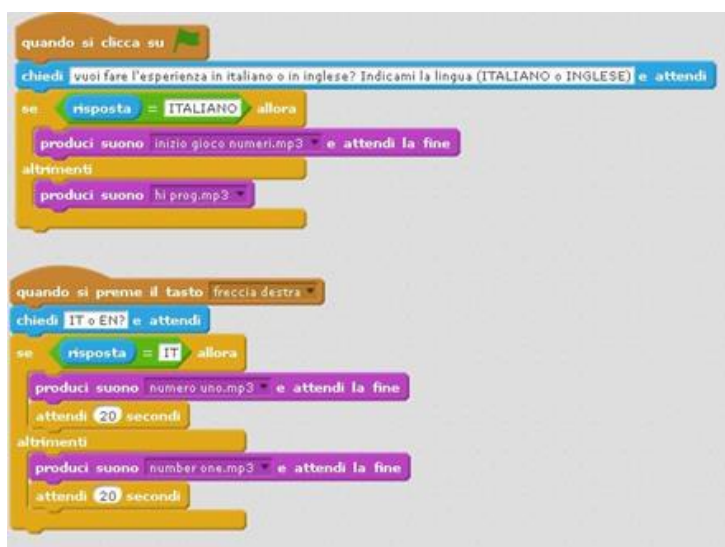 quando si clicca su
chiedi vuoi fare l'esperienza in italiano o in inglese? Indicami la lingua (ITALIANO o INGLESE) e attendi
se risposta = ITALIANO allora
produci suono inizio gioco numeri.mp3 e attendi la fine
altrimenti
produci suono hi prog.mp3
quando si preme il tasto freccia destra
chiedi IT o EN? e attendi
se risposta = IT allora
produci suono numero uno.mp3 e attendi la fine
attendi 20 secondi
altrimenti
produci suono number one.mp3 e attendi la fine
attendi 20 secondi